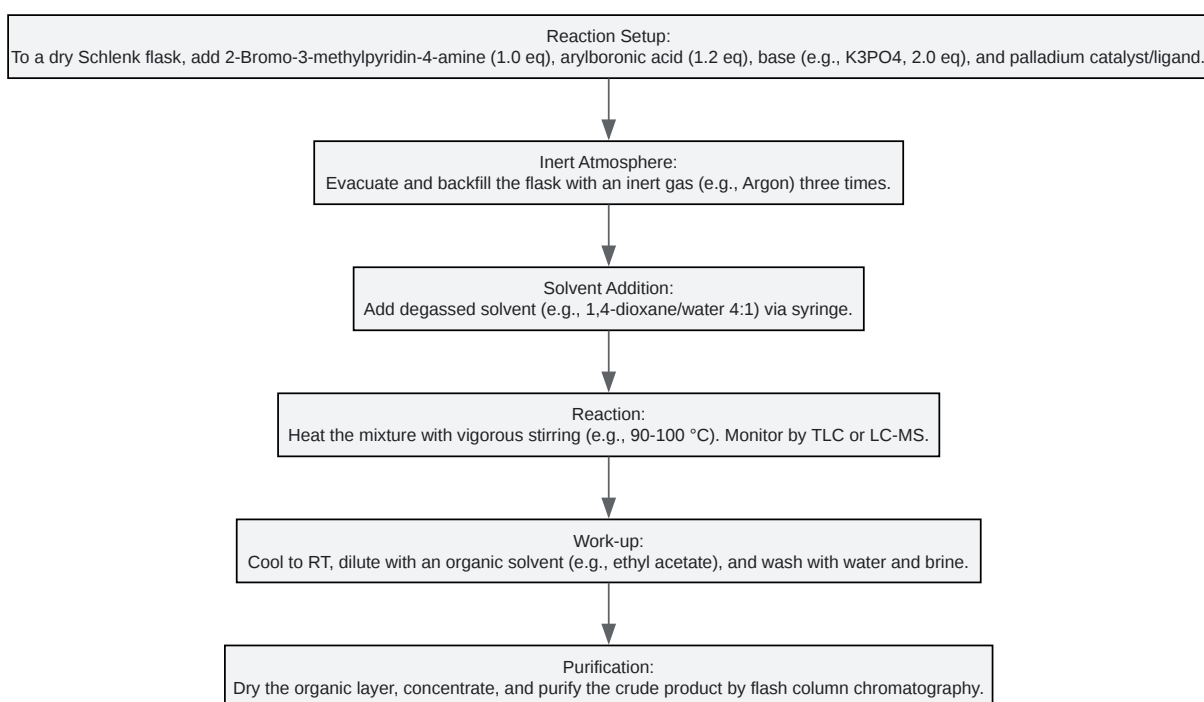 Reaction Setup:
To a dry Schlenk flask, add 2-Bromo-3-methylpyridin-4-amine (1.0 eq), arylboronic acid (1.2 eq), base (e.g., K3PO4, 2.0 eq), and palladium catalyst/ligand.
Inert Atmosphere:
Evacuate and backfill the flask with an inert gas (e.g., Argon) three times.
Solvent Addition:
Add degassed solvent (e.g., 1,4-dioxane/water 4:1) via syringe.
Reaction:
Heat the mixture with vigorous stirring (e.g., 90-100 °C). Monitor by TLC or LC-MS.
Work-up:
Cool to RT, dilute with an organic solvent (e.g., ethyl acetate), and wash with water and brine.
Purification:
Dry the organic layer, concentrate, and purify the crude product by flash column chromatography.